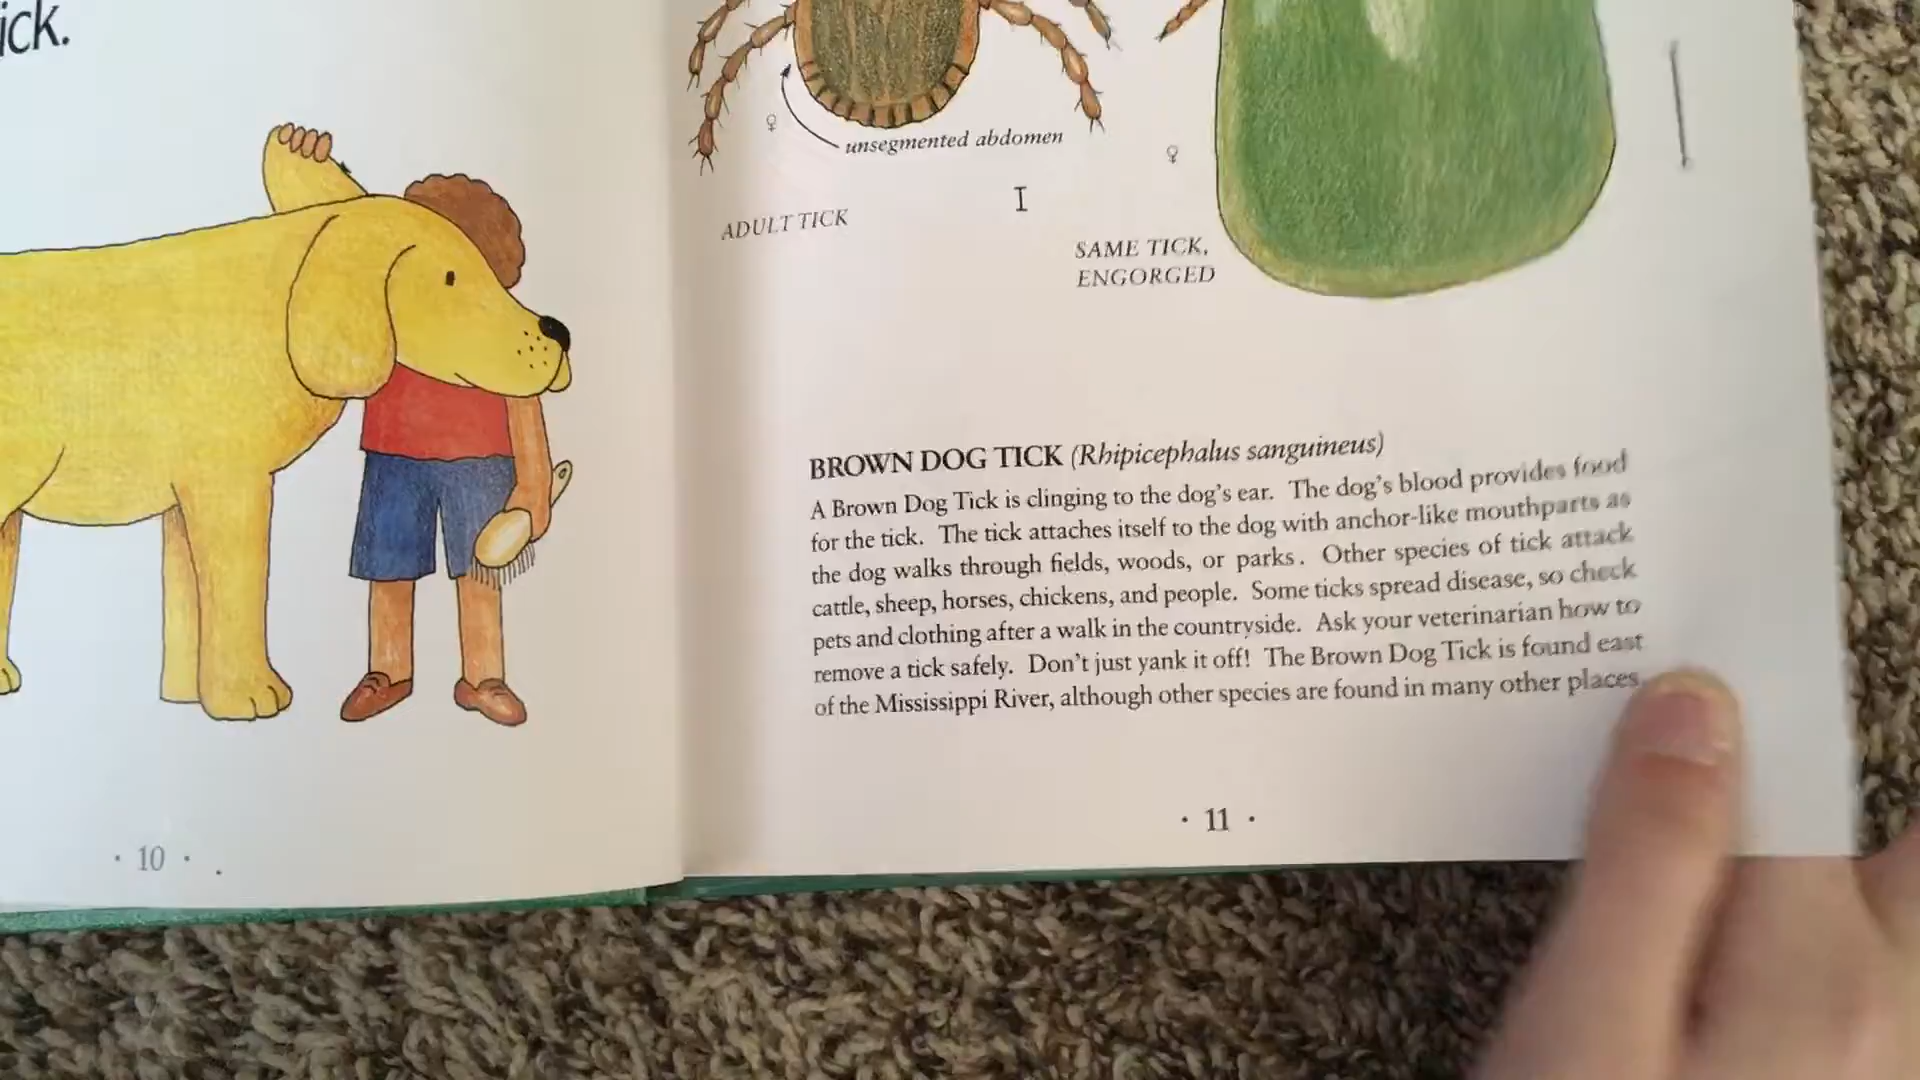 ick.
· 10 ·
unsegmented abdomen
♀
♀
ADULT TICK
SAME TICK,
ENGORGED
BROWN DOG TICK (Rhipicephalus sanguineus)
A Brown Dog Tick is clinging to the dog's ear. The dog's blood provides food
for the tick. The tick attaches itself to the dog with anchor-like mouthparts as
the dog walks through fields, woods, or parks. Other species of tick attack
cattle, sheep, horses, chickens, and people. Some ticks spread disease, so check
pets and clothing after a walk in the countryside. Ask your veterinarian how to
remove a tick safely. Don't just yank it off! The Brown Dog Tick is found east
of the Mississippi River, although other species are found in many other places.
· 11 ·